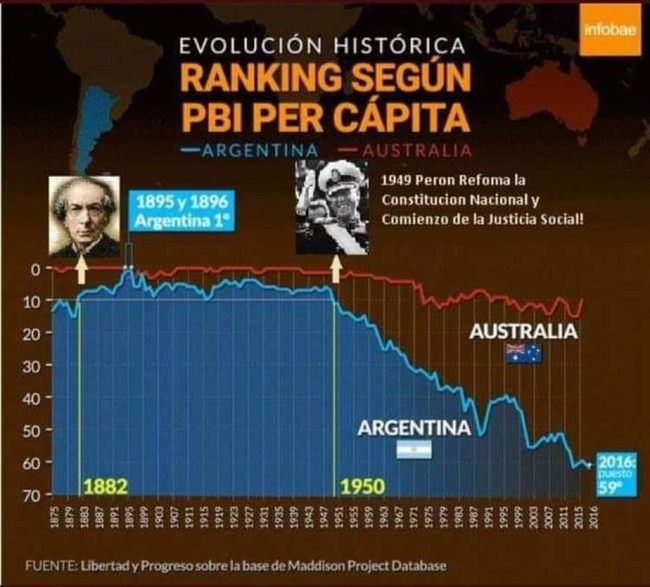 infobae
EVOLUCIÓN HISTÓRICA
RANKING SEGÚN
PBI PER CÁPITA
ARGENTINA AUSTRALIA
1895 y 1896
Argentina 1º
1949 Peron Refoma la
Constitucion Nacional y
Comienzo de la Justicia Social!
0
10
20
30
40
50
60
70
AUSTRALIA
ARGENTINA
2016:
puesto
59º
1882
1950
1875 1879 1883 1887 1891 1895 1899 1903 1907 1911 1915 1919 1923 1927 1931 1935 1939 1943 1947 1951 1955 1959 1963 1967 1971 1975 1979 1983 1987 1991 1995 1999 2003 2007 2011 2015 2016
FUENTE: Libertad y Progreso sobre la base de Maddison Project Database